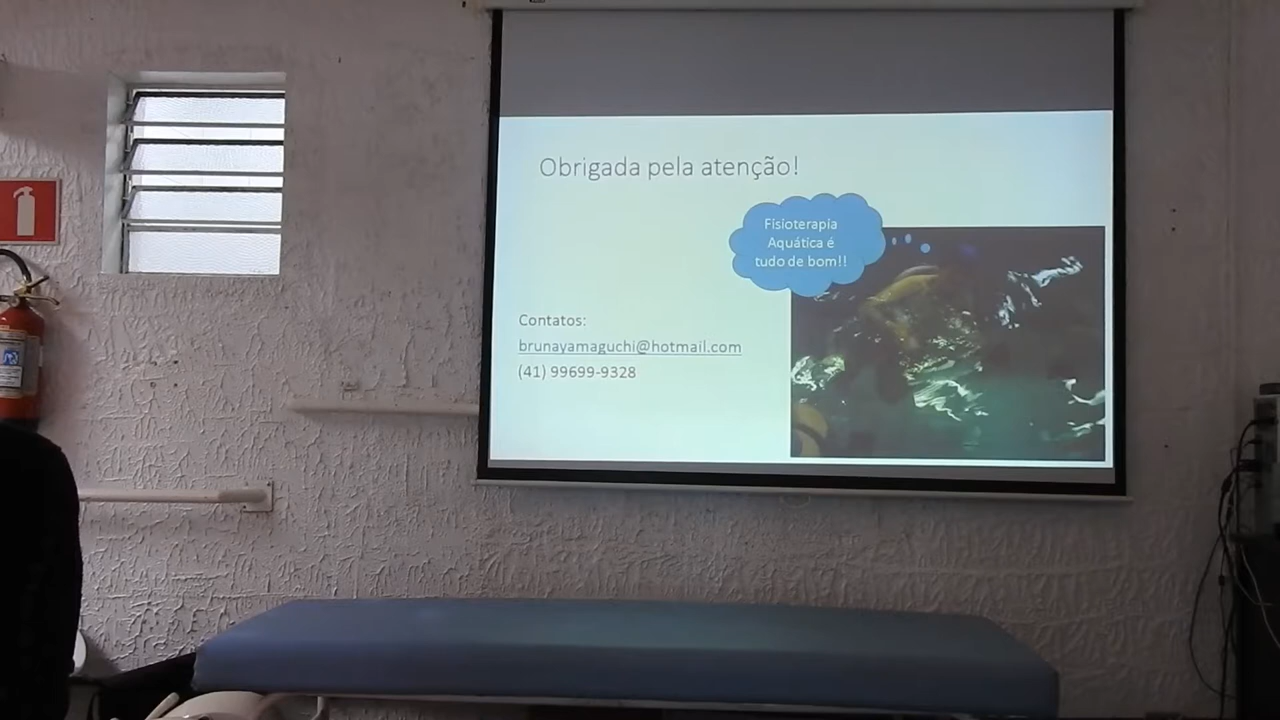 Obrigada pela atenção!
Fisioterapia
Aquática é
tudo de bom!!
Contatos:
brunayamaguchi@hotmail.com
(41) 99699-9328